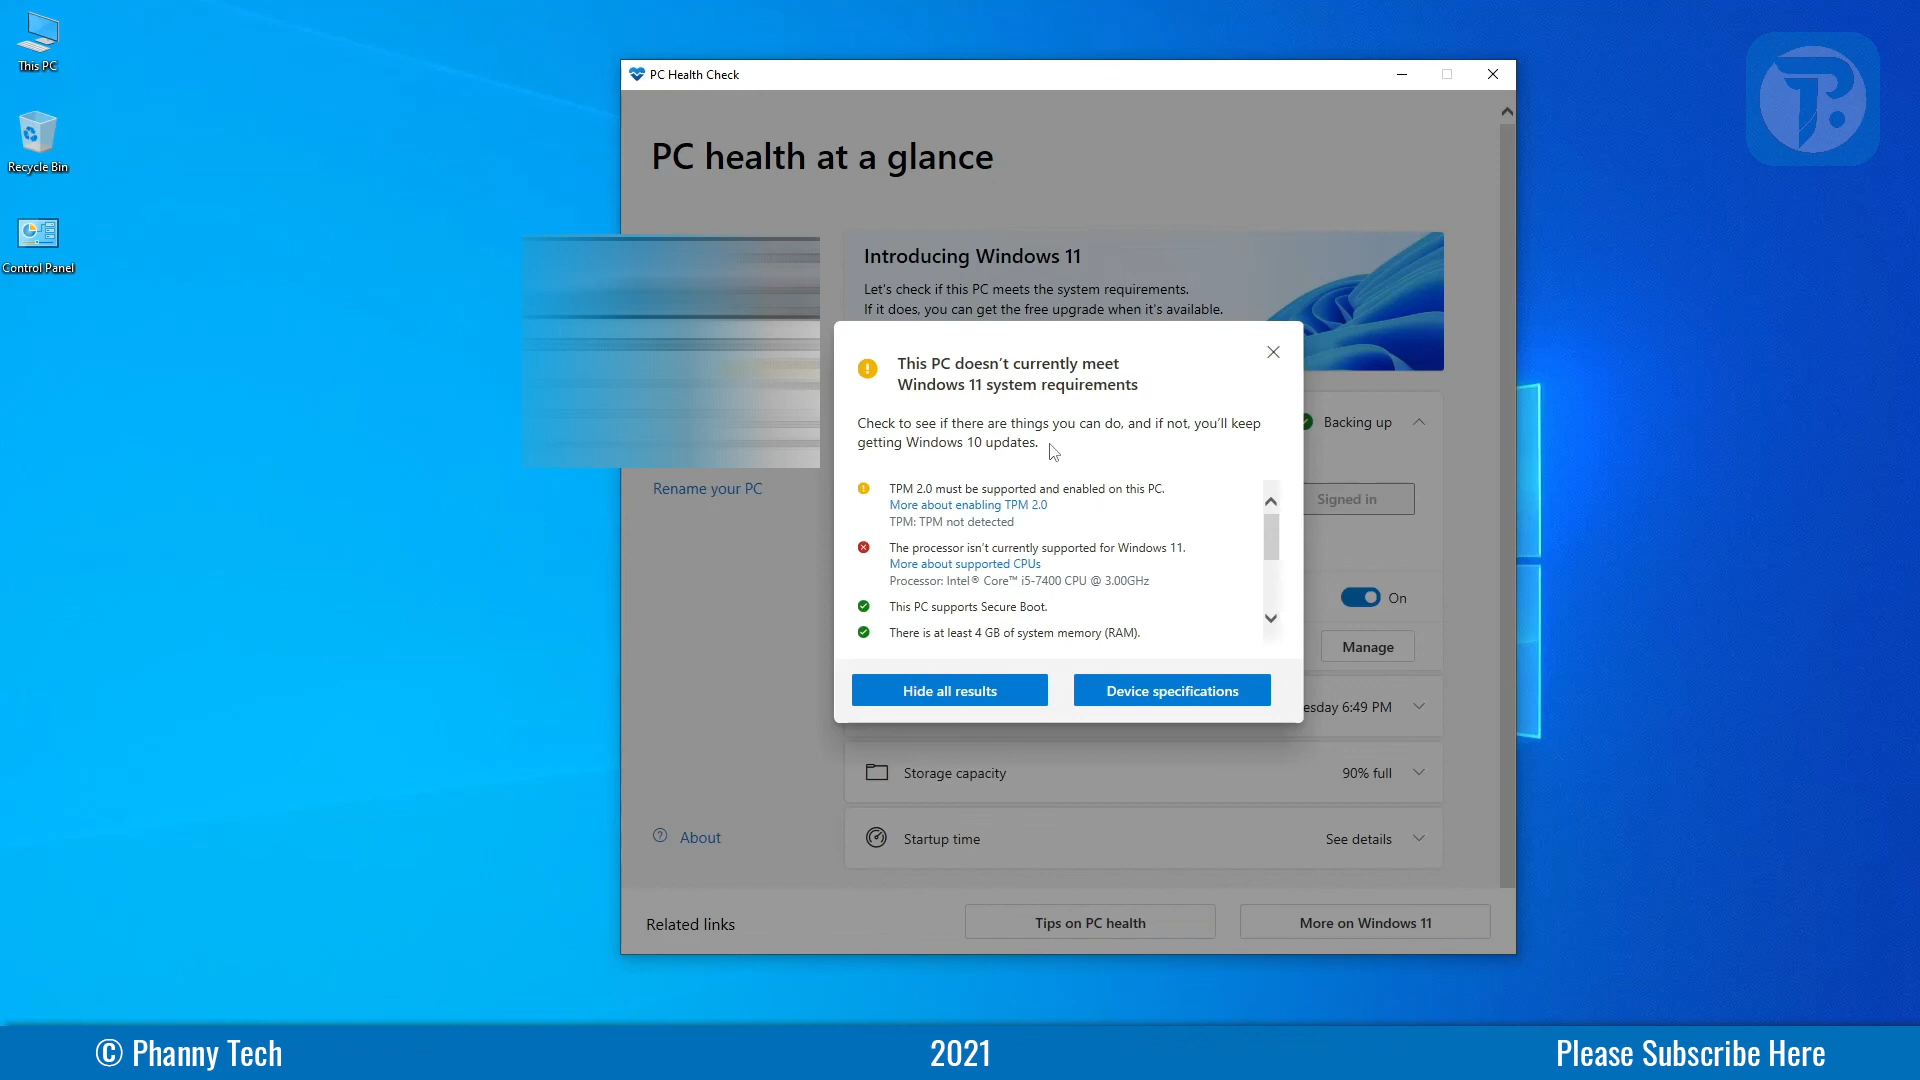 This PC
Recycle Bin
Control Panel
PC Health Check
PC health at a glance
Introducing Windows 11
Let's check if this PC meets the system requirements.
If it does, you can get the free upgrade when it's available.
This PC doesn't currently meet
Windows 11 system requirements
Check to see if there are things you can do, and if not, you'll keep
getting Windows 10 updates.
TPM 2.0 must be supported and enabled on this PC.
More about enabling TPM 2.0
TPM: TPM not detected
The processor isn't currently supported for Windows 11.
More about supported CPUs
Processor: Intel® Core™ i5-7400 CPU @ 3.00GHz
This PC supports Secure Boot.
There is at least 4 GB of system memory (RAM).
Hide all results
Device specifications
Backing up
Signed in
On
Manage
esday 6:49 PM
Rename your PC
Storage capacity
90% full
Startup time
See details
About
Related links
Tips on PC health
More on Windows 11
© Phanny Tech
2021
Please Subscribe Here